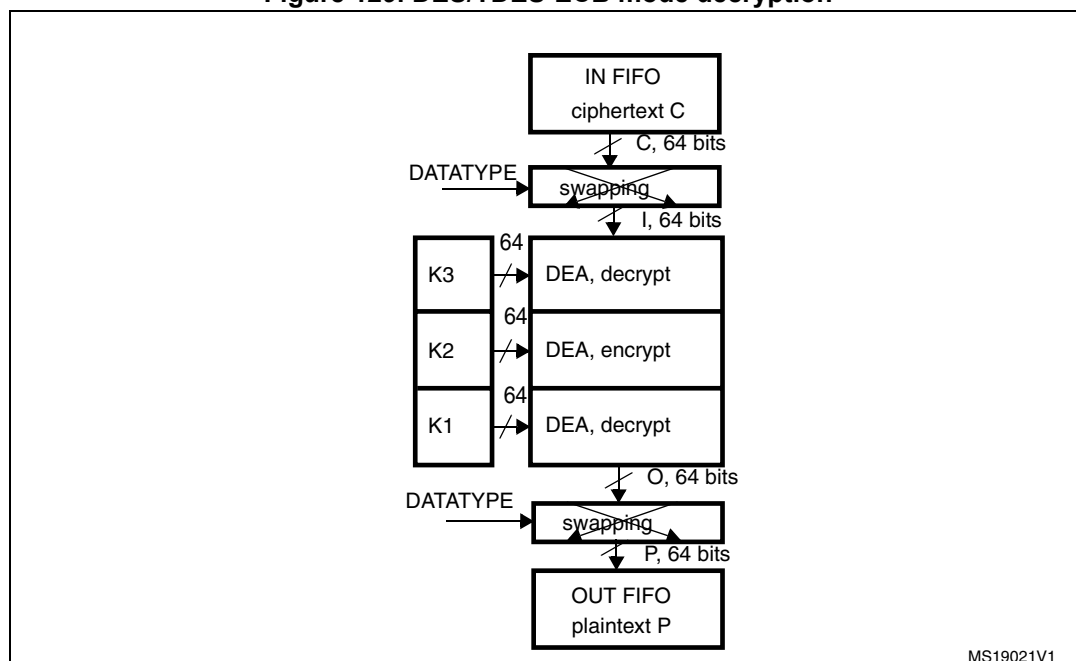 IN FIFO
ciphertext C
C, 64 bits
DATATYPE
swapping
I, 64 bits
64
K3
DEA, decrypt
64
K2
DEA, encrypt
64
K1
DEA, decrypt
O, 64 bits
DATATYPE
swapping
P, 64 bits
OUT FIFO
plaintext P
MS19021V1